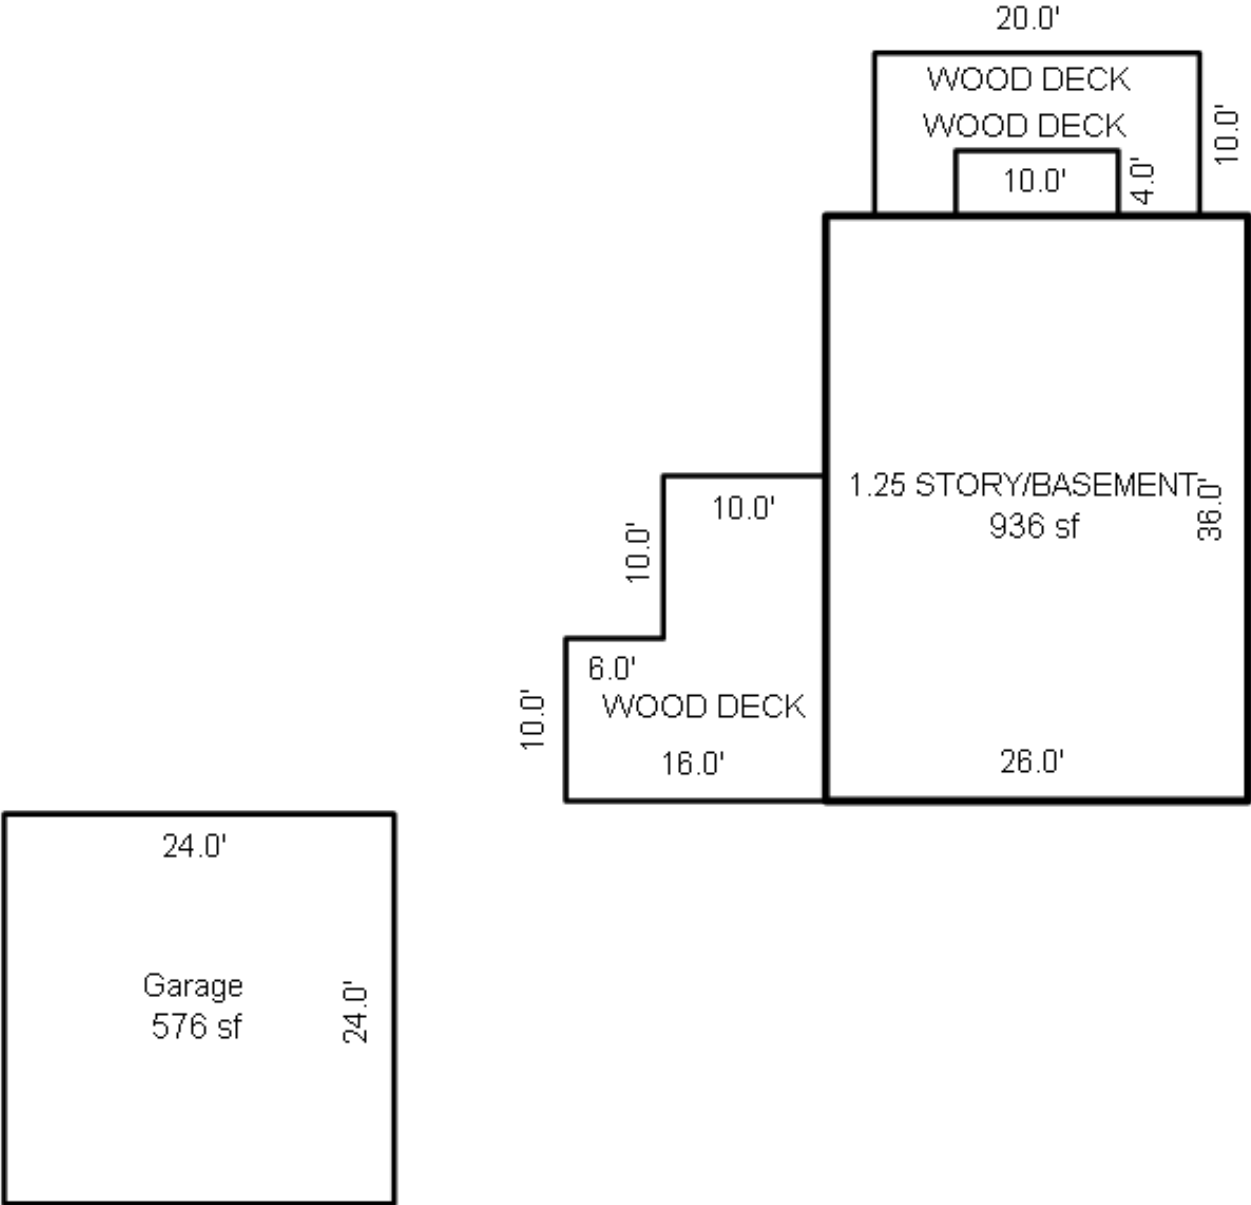 20.0'
WOOD DECK
WOOD DECK
10.0'
10.0'
4.0'
1.25 STORY/BASEMENT
936 sf
36.0'
10.0'
10.0'
6.0'
WOOD DECK
10.0'
16.0'
26.0'
24.0'
Garage
576 sf
24.0'